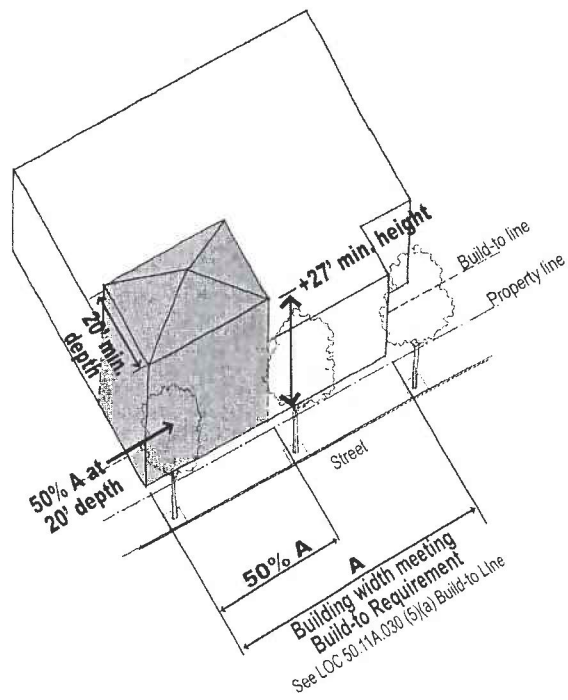 +27' min. height
Build-to line
Property line
20' min.
depth
50% A at
20' depth
Street
50% A
A
Building width meeting
Build-to Requirement
See LOC 50.11A.030 (5)(a) Build-to Line